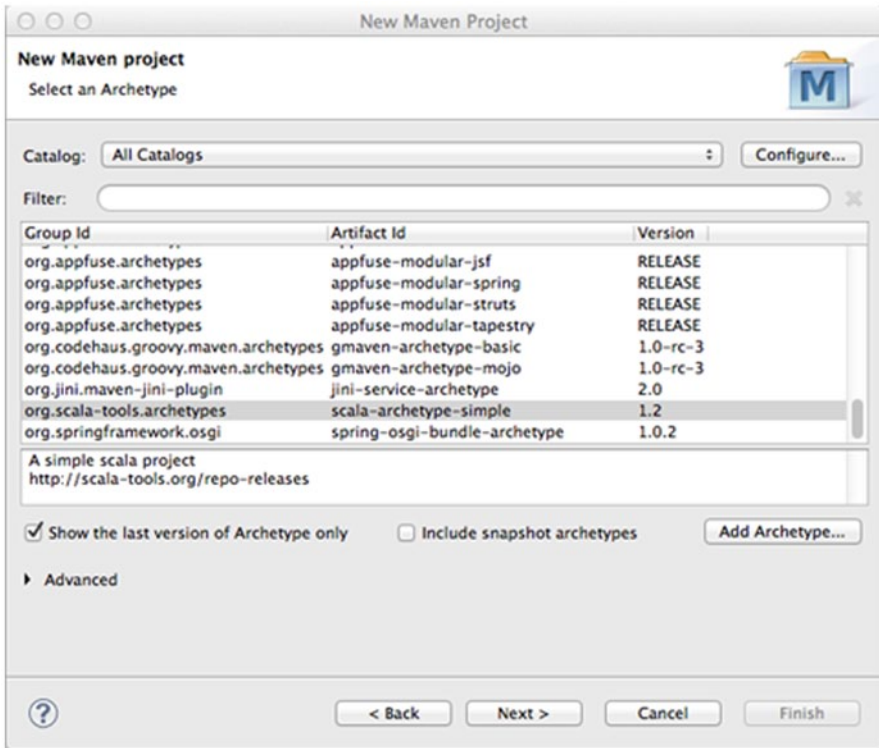 New Maven Project
New Maven project
Select an Archetype
M
Catalog: All Catalogs Configure...
Filter:
Group Id Artifact Id Version
org.appfuse.archetypes appfuse-modular-jsf RELEASE
org.appfuse.archetypes appfuse-modular-spring RELEASE
org.appfuse.archetypes appfuse-modular-struts RELEASE
org.appfuse.archetypes appfuse-modular-tapestry RELEASE
org.codehaus.groovy.maven.archetypes gmaven-archetype-basic 1.0-rc-3
org.codehaus.groovy.maven.archetypes gmaven-archetype-mojo 1.0-rc-3
org.jini.maven-jini-plugin jini-service-archetype 2.0
org.scala-tools.archetypes scala-archetype-simple 1.2
org.springframework.osgi spring-osgi-bundle-archetype 1.0.2
A simple scala project
http://scala-tools.org/repo-releases
Show the last version of Archetype only Include snapshot archetypes Add Archetype...
Advanced
? < Back Next > Cancel Finish